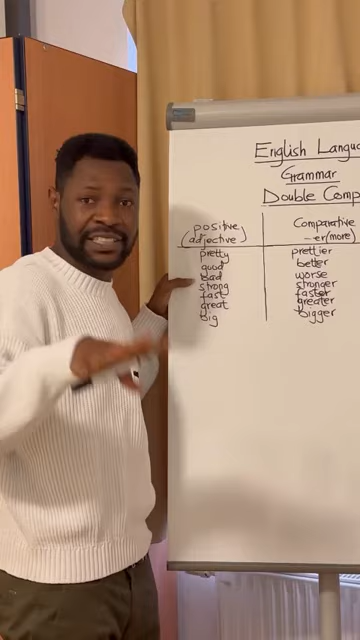 English Langua
Grammar
Double Comp
positive Comparative
(adjective) -er(more)
pretty prettier
good better
bad worse
strong stronger
fast faster
great greater
big bigger